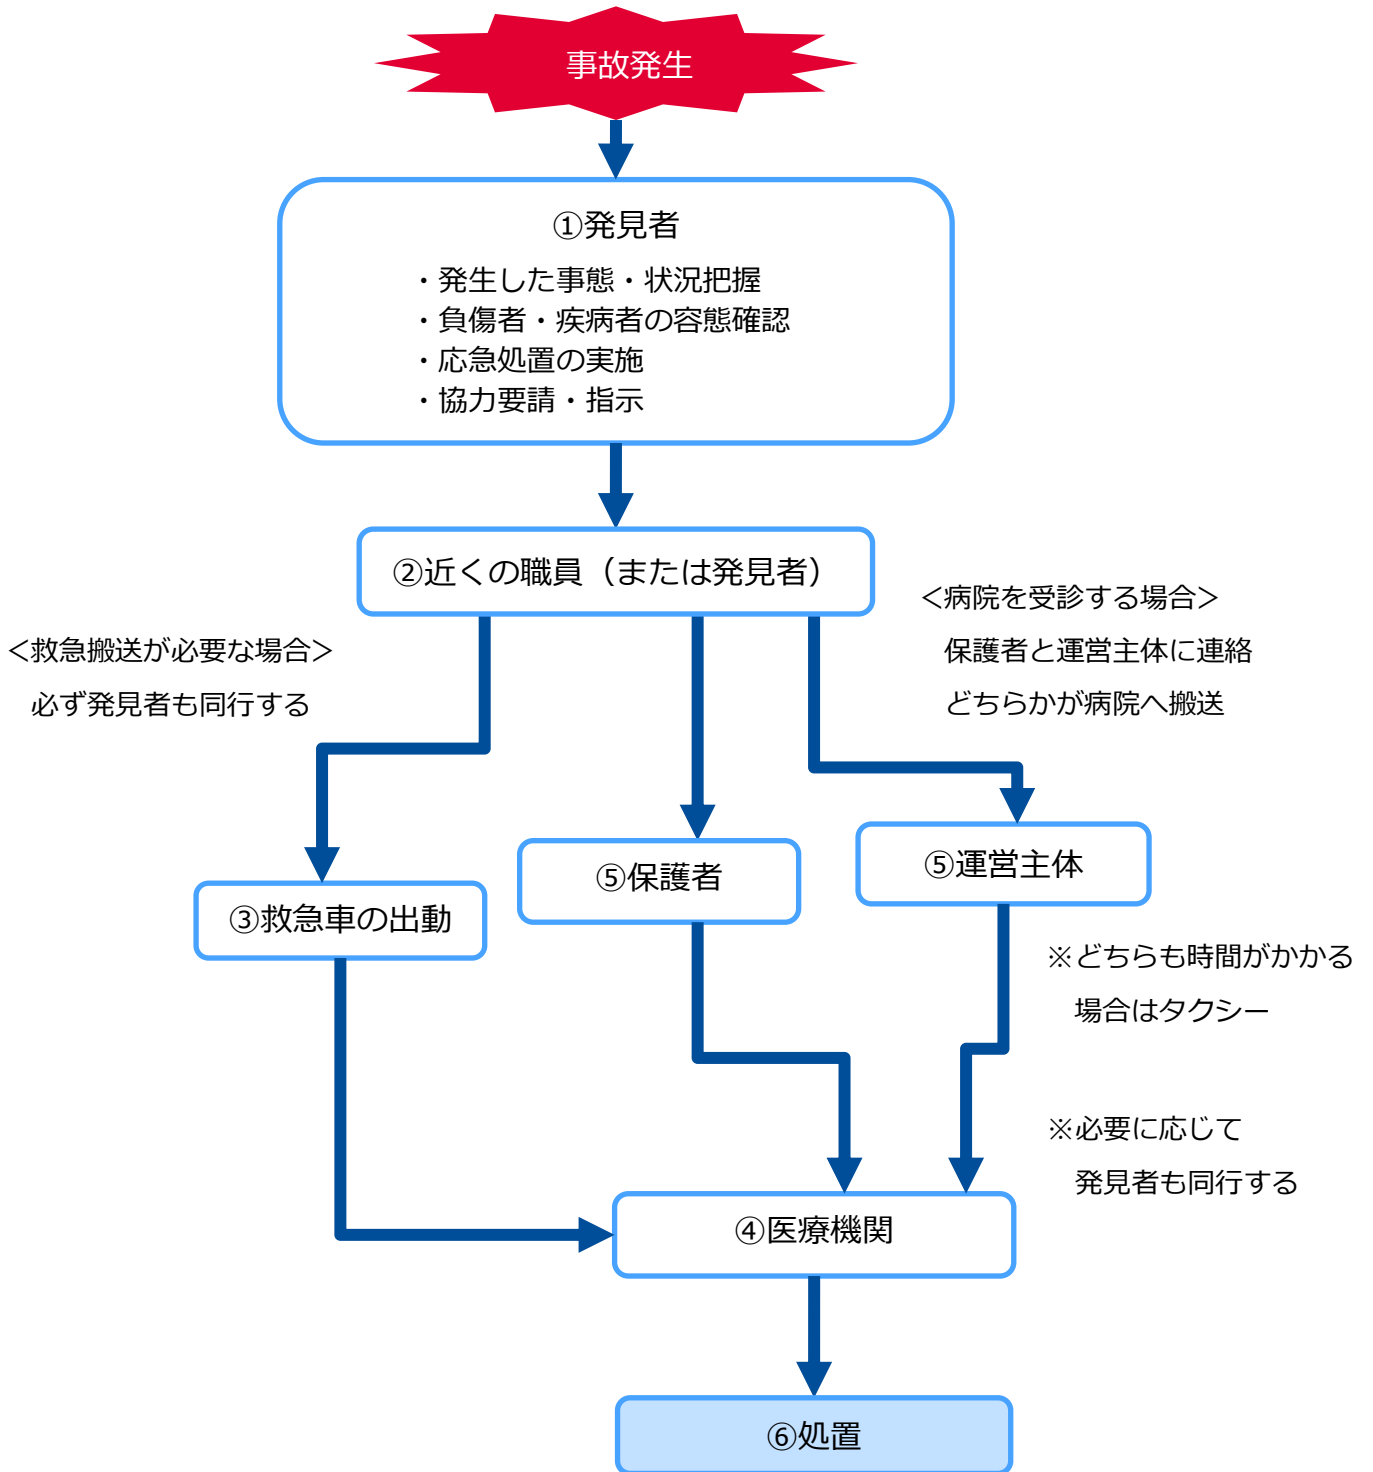 事故発生
①発見者
・発生した事態・状況把握
・負傷者・疾病者の容態確認
・応急処置の実施
・協力要請・指示
②近くの職員（または発見者）
＜救急搬送が必要な場合＞
必ず発見者も同行する
＜病院を受診する場合＞
保護者と運営主体に連絡
どちらかが病院へ搬送
③救急車の出動
⑤保護者
⑤運営主体
※どちらも時間がかかる
場合はタクシー
※必要に応じて
発見者も同行する
④医療機関
⑥処置